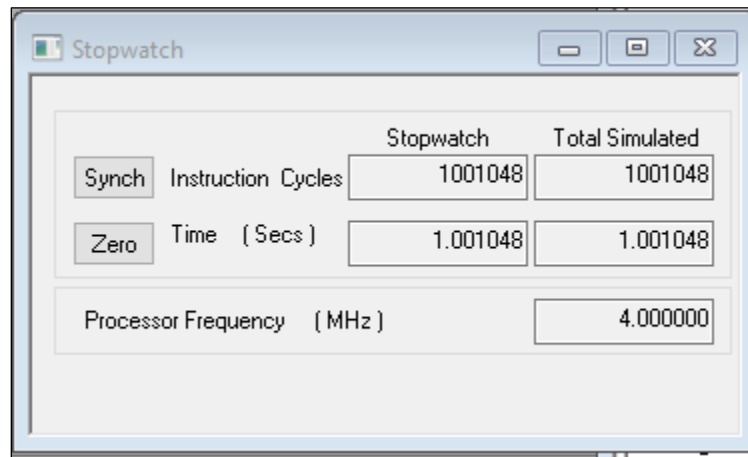 Stopwatch
Stopwatch Total Simulated
Synch Instruction Cycles 1001048 1001048
Zero Time ( Secs ) 1.001048 1.001048
Processor Frequency ( MHz ) 4.000000